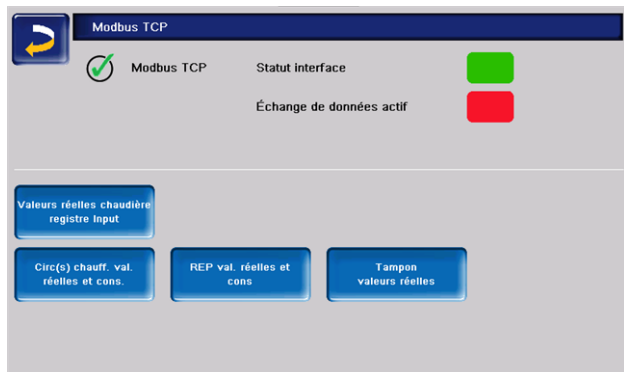 Modbus TCP
Modbus TCP
Statut interface
Échange de données actif
Valeurs réelles chaudière
registre Input
Circ(s) chauff. val.
réelles et cons.
REP val. réelles et
cons
Tampon
valeurs réelles